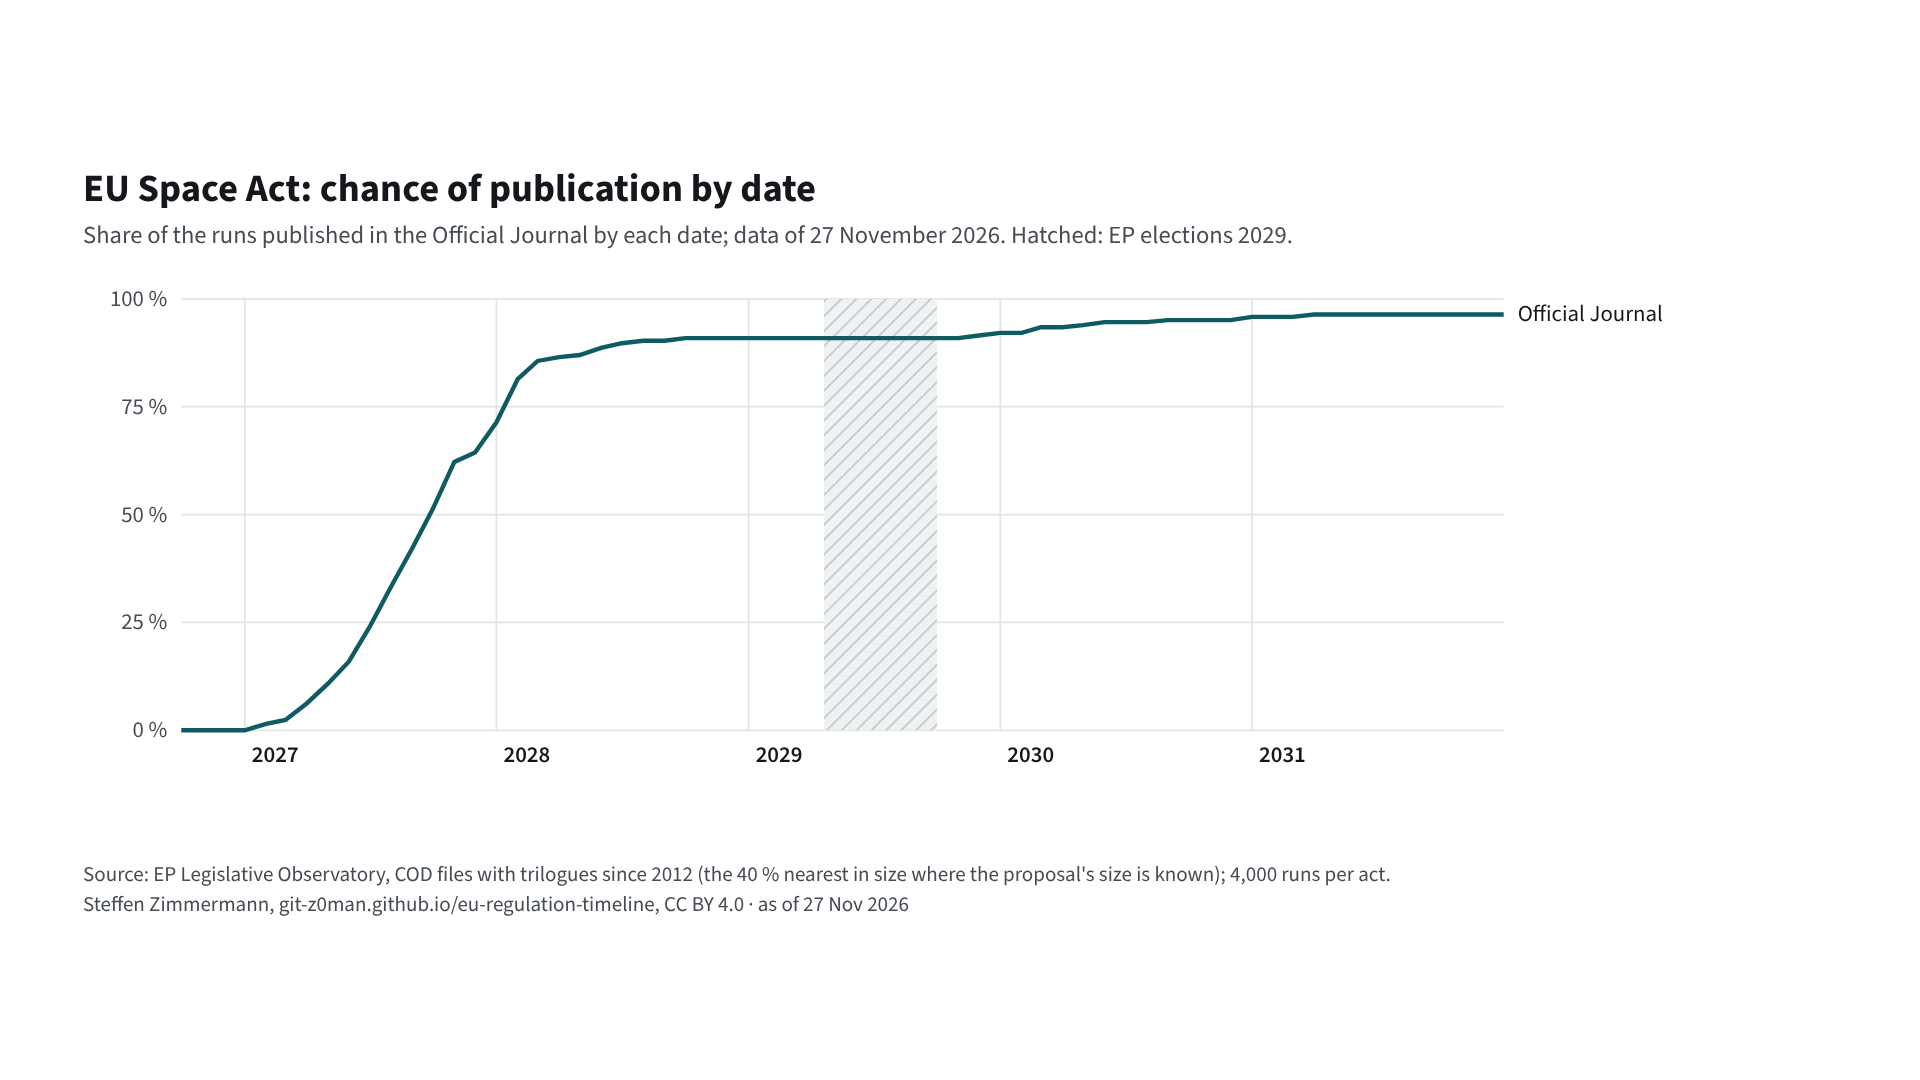 EU Space Act: chance of publication by date
Share of the runs published in the Official Journal by each date; data of 27 November 2026. Hatched: EP elections 2029.
100 %
Official Journal
75 %
50 %
25 %
0 %
2027 2028 2029 2030 2031
Source: EP Legislative Observatory, COD files with trilogues since 2012 (the 40 % nearest in size where the proposal's size is known); 4,000 runs per act.
Steffen Zimmermann, git-z0man.github.io/eu-regulation-timeline, CC BY 4.0 · as of 27 Nov 2026